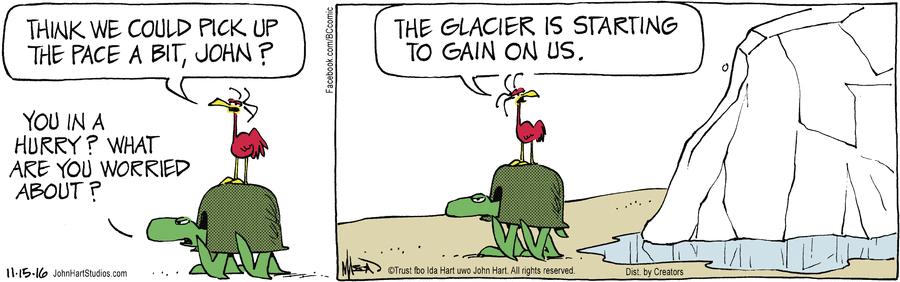 THINK WE COULD PICK UP
THE PACE A BIT, JOHN?
YOU IN A
HURRY? WHAT
ARE YOU WORRIED
ABOUT?
11-15-16 JohnHartStudios.com
Facebook.com/BCcomic
THE GLACIER IS STARTING
TO GAIN ON US.
©Trust fbo Ida Hart uwo John Hart. All rights reserved. Dist. by Creators